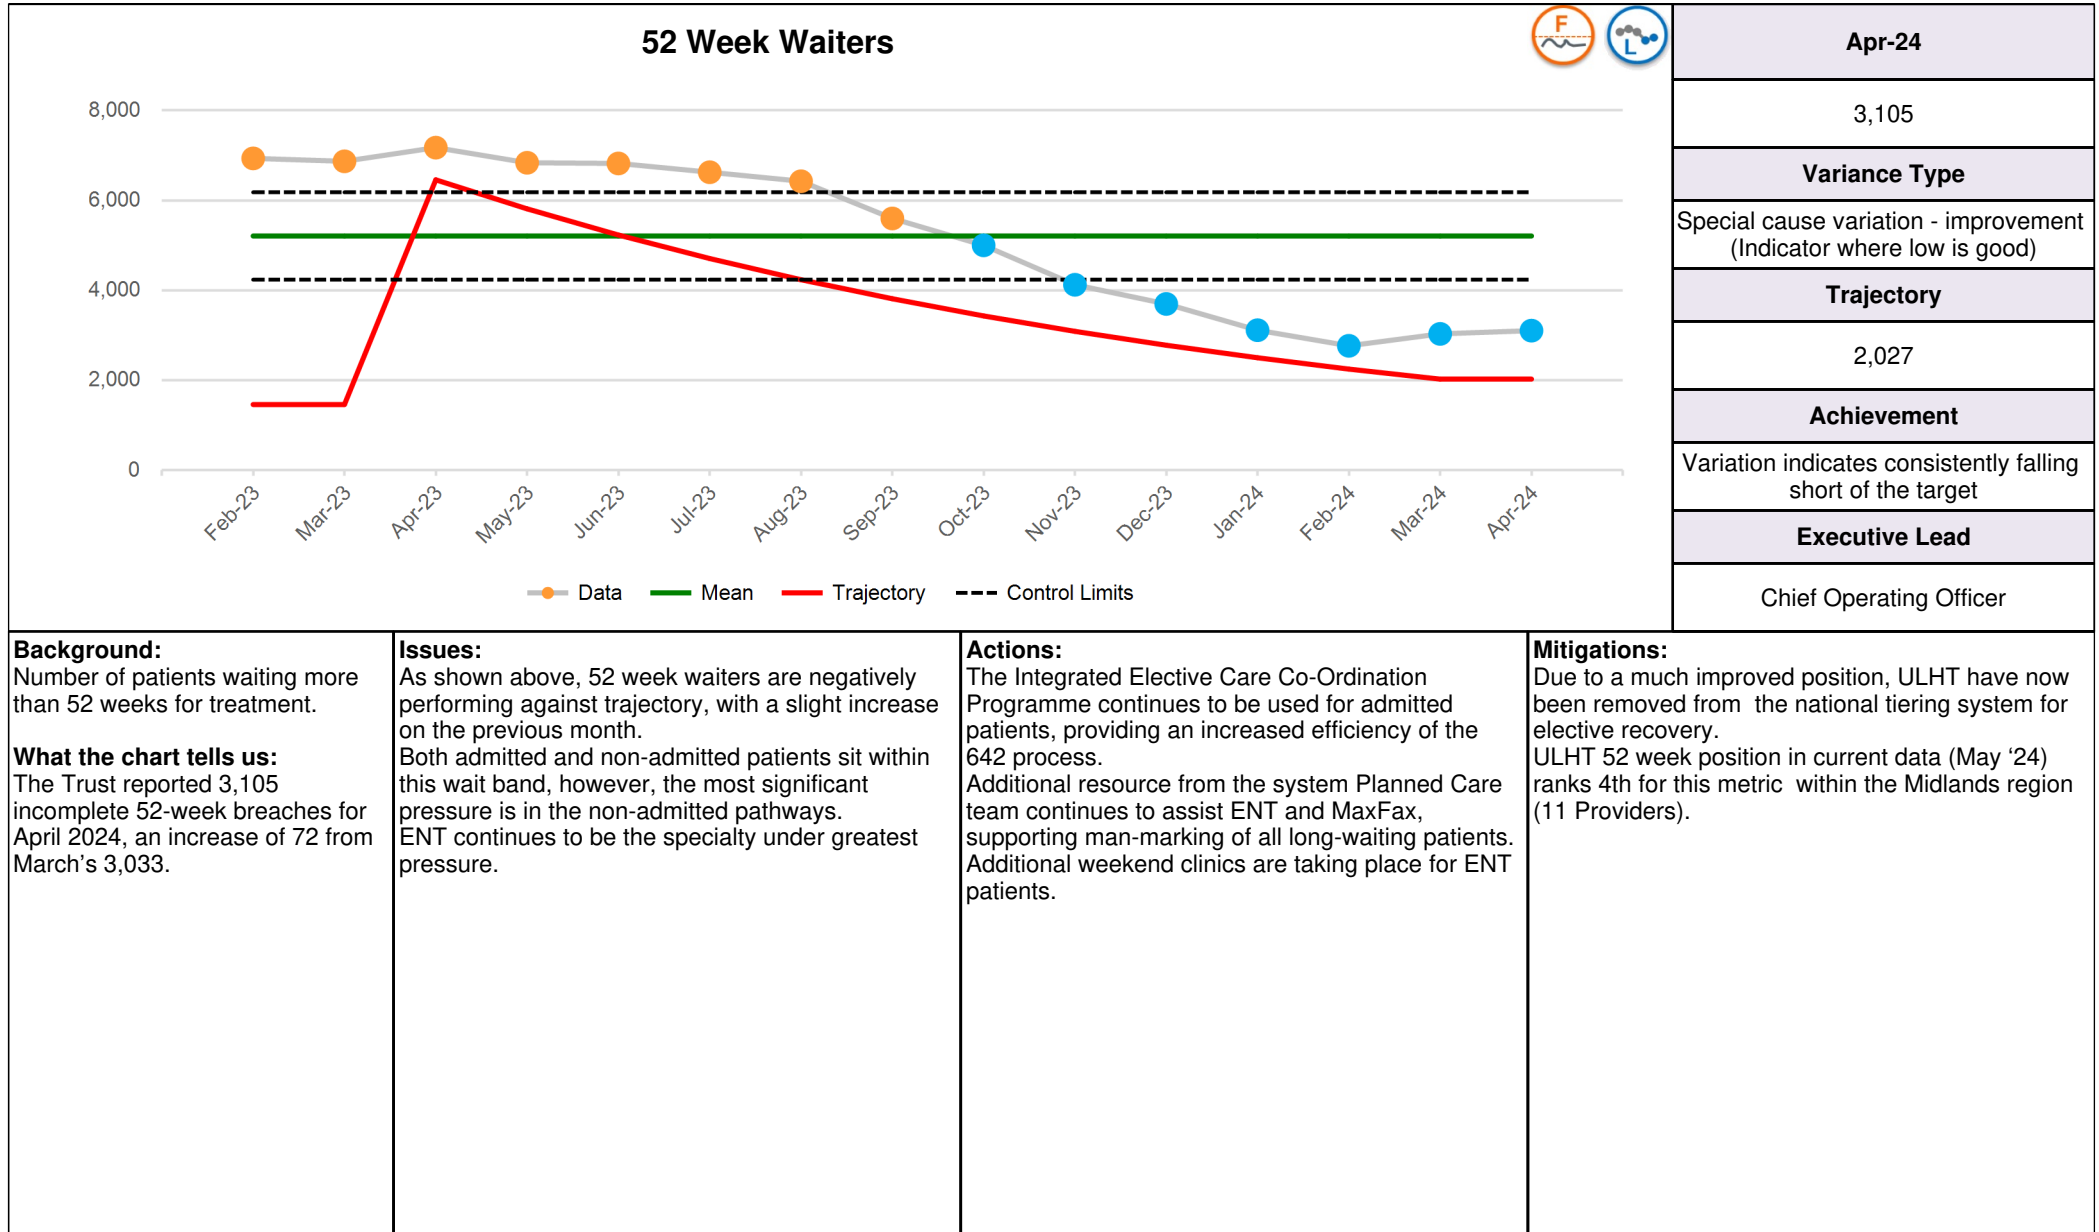 52 Week Waiters
F
L
8,000
6,000
4,000
2,000
0
Feb-23
Mar-23
Apr-23
May-23
Jun-23
Jul-23
Aug-23
Sep-23
Oct-23
Nov-23
Dec-23
Jan-24
Feb-24
Mar-24
Apr-24
Data
Mean
Trajectory
Control Limits
Apr-24
3,105
Variance Type
Special cause variation - improvement
(Indicator where low is good)
Trajectory
2,027
Achievement
Variation indicates consistently falling
short of the target
Executive Lead
Chief Operating Officer
Background:
Number of patients waiting more
than 52 weeks for treatment.
What the chart tells us:
The Trust reported 3,105
incomplete 52-week breaches for
April 2024, an increase of 72 from
March’s 3,033.
Issues:
As shown above, 52 week waiters are negatively
performing against trajectory, with a slight increase
on the previous month.
Both admitted and non-admitted patients sit within
this wait band, however, the most significant
pressure is in the non-admitted pathways.
ENT continues to be the specialty under greatest
pressure.
Actions:
The Integrated Elective Care Co-Ordination
Programme continues to be used for admitted
patients, providing an increased efficiency of the
642 process.
Additional resource from the system Planned Care
team continues to assist ENT and MaxFax,
supporting man-marking of all long-waiting patients.
Additional weekend clinics are taking place for ENT
patients.
Mitigations:
Due to a much improved position, ULHT have now
been removed from  the national tiering system for
elective recovery.
ULHT 52 week position in current data (May ‘24)
ranks 4th for this metric  within the Midlands region
(11 Providers).